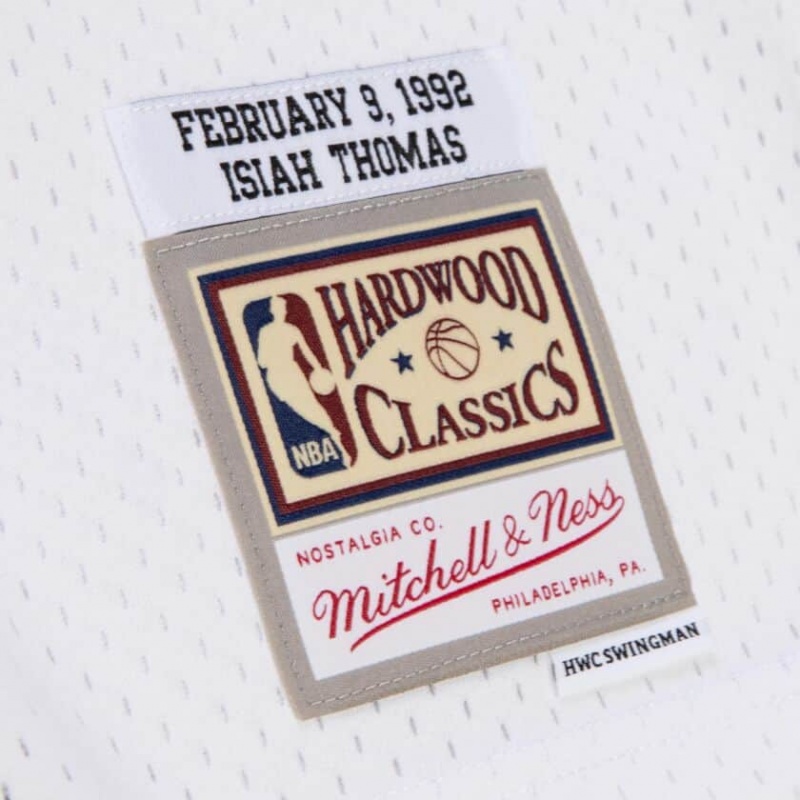 FEBRUARY 9, 1992
ISIAH THOMAS
HARDWOOD
CLASSICS
NBA
NOSTALGIA CO.
Mitchell & Ness
PHILADELPHIA, PA.
HWC SWINGMAN